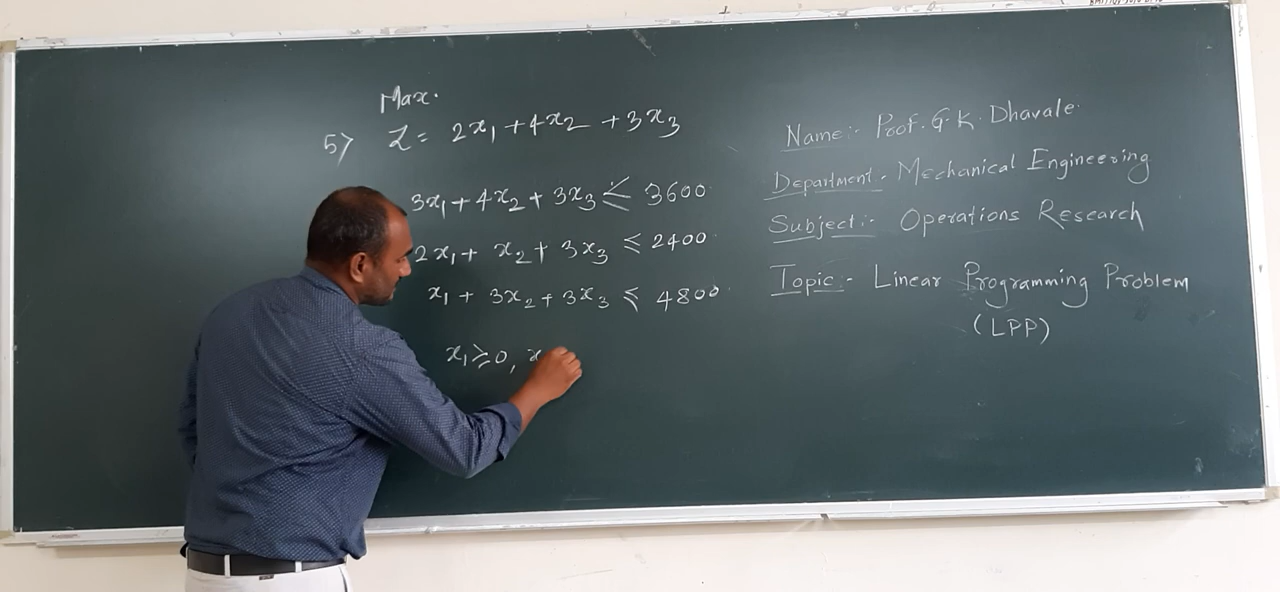 Max.
5) Z = 2x₁ + 4x₂ + 3x₃
3x₁ + 4x₂ + 3x₃ ≤ 3600
2x₁ + x₂ + 3x₃ ≤ 2400
x₁ + 3x₂ + 3x₃ ≤ 4800
x₁ ≥ 0, x
Name:- Prof. G. K. Dhavale
Department- Mechanical Engineering
Subject:- Operations Research
Topic:- Linear Programming Problem
(LPP)